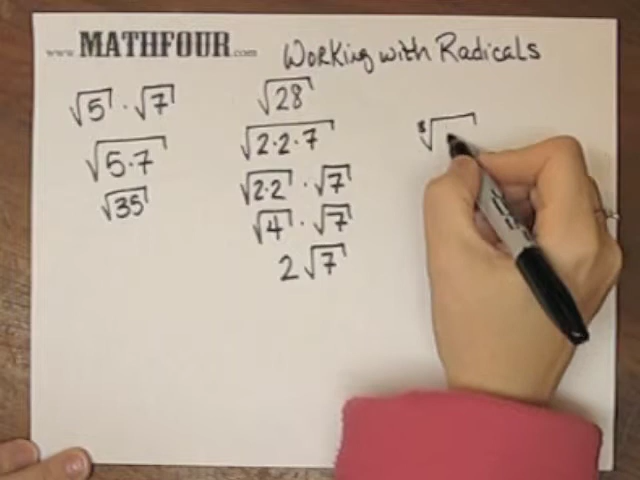 www.MATHFOUR.com
Working with Radicals
√5 · √7
√5·7
√35
√28
√2·2·7
√2·2 · √7
√4 · √7
2√7